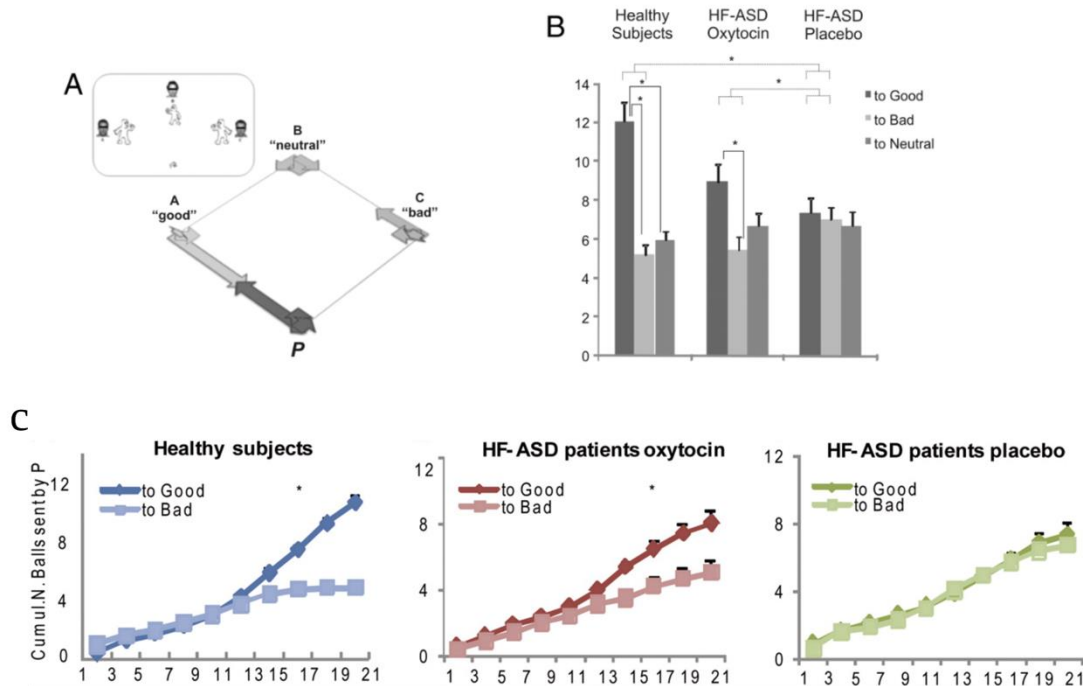 A
B
"neutral"
A
"good"
C
"bad"
P
B
Healthy
Subjects
HF-ASD
Oxytocin
HF-ASD
Placebo
*
*
*
*
*
14
12
10
8
6
4
2
0
to Good
to Bad
to Neutral
C
Healthy subjects
Cumul.N. Balls sent by P
12
8
4
0
to Good
to Bad
*
1 3 5 7 9 11 13 15 17 19 21
HF-ASD patients oxytocin
12
8
4
0
to Good
to Bad
*
1 3 5 7 9 11 13 15 17 19 21
HF-ASD patients placebo
12
8
4
0
to Good
to Bad
1 3 5 7 9 11 13 15 17 19 21